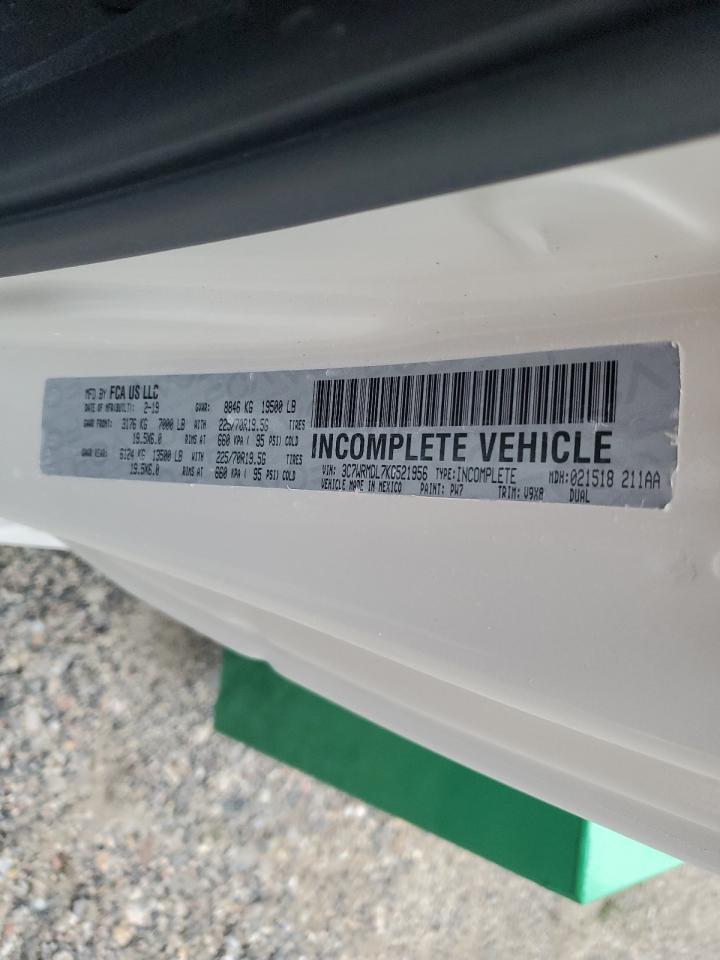 MFD BY FCA US LLC
DATE OF MFR(BUILT): 2-19 GVWR: 8846 KG 19500 LB
GAWR FRONT: 3176 KG 7000 LB WITH 225/70R19.5G TIRES
19.5X6.0 RIMS AT 660 KPA ( 95 PSI) COLD
GAWR REAR: 6124 KG 13500 LB WITH 225/70R19.5G TIRES
19.5X6.0 RIMS AT 660 KPA ( 95 PSI) COLD
INCOMPLETE VEHICLE
VIN: 3C7WRMDL7KC521956 TYPE: INCOMPLETE MDH: 021518 211AA
VEHICLE MADE IN MEXICO PAINT: PW7 TRIM: V9X8 DUAL